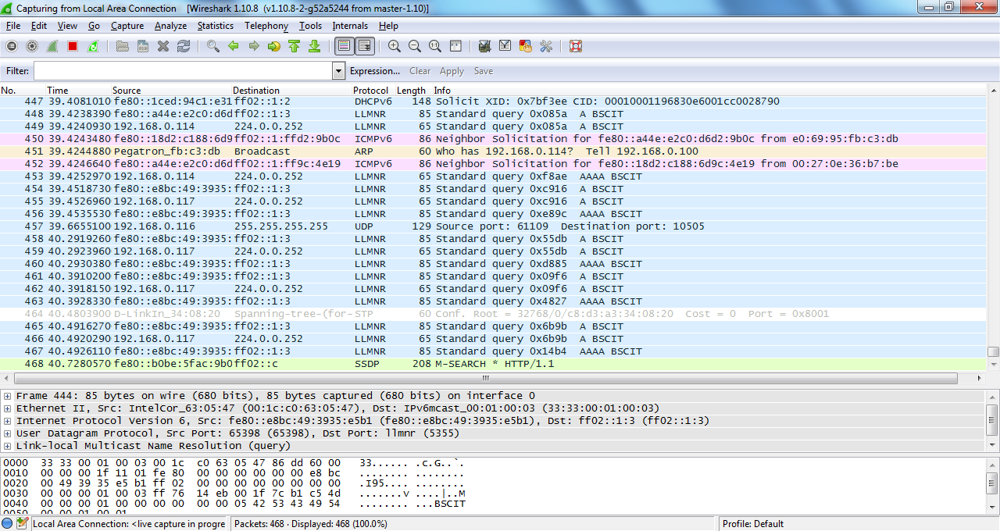 Capturing from Local Area Connection [Wireshark 1.10.8 (v1.10.8-2-g52a5244 from master-1.10)]
File Edit View Go Capture Analyze Statistics Telephony Tools Internals Help
Filter: Expression... Clear Apply Save
No. Time Source Destination Protocol Length Info
447 39.4081010 fe80::1ced:94c1:e31 ff02::1:2 DHCPv6 148 Solicit XID: 0x7bf3ee CID: 00010001196830e6001cc0028790
448 39.4238390 fe80::a44e:e2c0:d6d ff02::1:3 LLMNR 85 Standard query 0x085a A BSCIT
449 39.4240930 192.168.0.114 224.0.0.252 LLMNR 65 Standard query 0x085a A BSCIT
450 39.4243480 fe80::18d2:c188:6d9 ff02::1:ffd2:9b0c ICMPv6 86 Neighbor Solicitation for fe80::a44e:e2c0:d6d2:9b0c from e0:69:95:fb:c3:db
451 39.4244880 Pegatron_fb:c3:db Broadcast ARP 60 Who has 192.168.0.114? Tell 192.168.0.100
452 39.4246640 fe80::a44e:e2c0:d6d ff02::1:ff9c:4e19 ICMPv6 86 Neighbor Solicitation for fe80::18d2:c188:6d9c:4e19 from 00:27:0e:36:b7:be
453 39.4252970 192.168.0.114 224.0.0.252 LLMNR 65 Standard query 0xf8ae AAAA BSCIT
454 39.4518730 fe80::e8bc:49:3935: ff02::1:3 LLMNR 85 Standard query 0xc916 A BSCIT
455 39.4526960 192.168.0.117 224.0.0.252 LLMNR 65 Standard query 0xc916 A BSCIT
456 39.4535530 fe80::e8bc:49:3935: ff02::1:3 LLMNR 85 Standard query 0xe89c AAAA BSCIT
457 39.6655100 192.168.0.116 255.255.255.255 UDP 129 Source port: 61109 Destination port: 10505
458 40.2919260 fe80::e8bc:49:3935: ff02::1:3 LLMNR 85 Standard query 0x55db A BSCIT
459 40.2923960 192.168.0.117 224.0.0.252 LLMNR 65 Standard query 0x55db A BSCIT
460 40.2930380 fe80::e8bc:49:3935: ff02::1:3 LLMNR 85 Standard query 0xd885 AAAA BSCIT
461 40.3910200 fe80::e8bc:49:3935: ff02::1:3 LLMNR 85 Standard query 0x09f6 A BSCIT
462 40.3918150 192.168.0.117 224.0.0.252 LLMNR 65 Standard query 0x09f6 A BSCIT
463 40.3928330 fe80::e8bc:49:3935: ff02::1:3 LLMNR 85 Standard query 0x4827 AAAA BSCIT
464 40.4803900 D-LinkIn_34:08:20 Spanning-tree-(for- STP 60 Conf. Root = 32768/0/c8:d3:a3:34:08:20 Cost = 0 Port = 0x8001
465 40.4916270 fe80::e8bc:49:3935: ff02::1:3 LLMNR 85 Standard query 0x6b9b A BSCIT
466 40.4920290 192.168.0.117 224.0.0.252 LLMNR 65 Standard query 0x6b9b A BSCIT
467 40.4926110 fe80::e8bc:49:3935: ff02::1:3 LLMNR 85 Standard query 0x14b4 AAAA BSCIT
468 40.7280570 fe80::b0be:5fac:9b0 ff02::c SSDP 208 M-SEARCH * HTTP/1.1
Frame 444: 85 bytes on wire (680 bits), 85 bytes captured (680 bits) on interface 0
Ethernet II, Src: IntelCor_63:05:47 (00:1c:c0:63:05:47), Dst: IPv6mcast_00:01:00:03 (33:33:00:01:00:03)
Internet Protocol Version 6, Src: fe80::e8bc:49:3935:e5b1 (fe80::e8bc:49:3935:e5b1), Dst: ff02::1:3 (ff02::1:3)
User Datagram Protocol, Src Port: 65398 (65398), Dst Port: llmnr (5355)
Link-local Multicast Name Resolution (query)
0000 33 33 00 01 00 03 00 1c c0 63 05 47 86 dd 60 00 33...... .c.G..`.
0010 00 00 00 1f 11 01 fe 80 00 00 00 00 00 00 e8 bc ........ ........
0020 00 49 39 35 e5 b1 ff 02 00 00 00 00 00 00 00 00 .I95.... ........
0030 00 00 00 01 00 03 ff 76 14 eb 00 1f 7c b1 c5 4d .......v ....|..M
0040 00 00 00 01 00 00 00 00 00 00 05 42 53 43 49 54 ........ ...BSCIT
0050 00 00 01 00 01
Local Area Connection: <live capture in progre Packets: 468 · Displayed: 468 (100.0%) Profile: Default